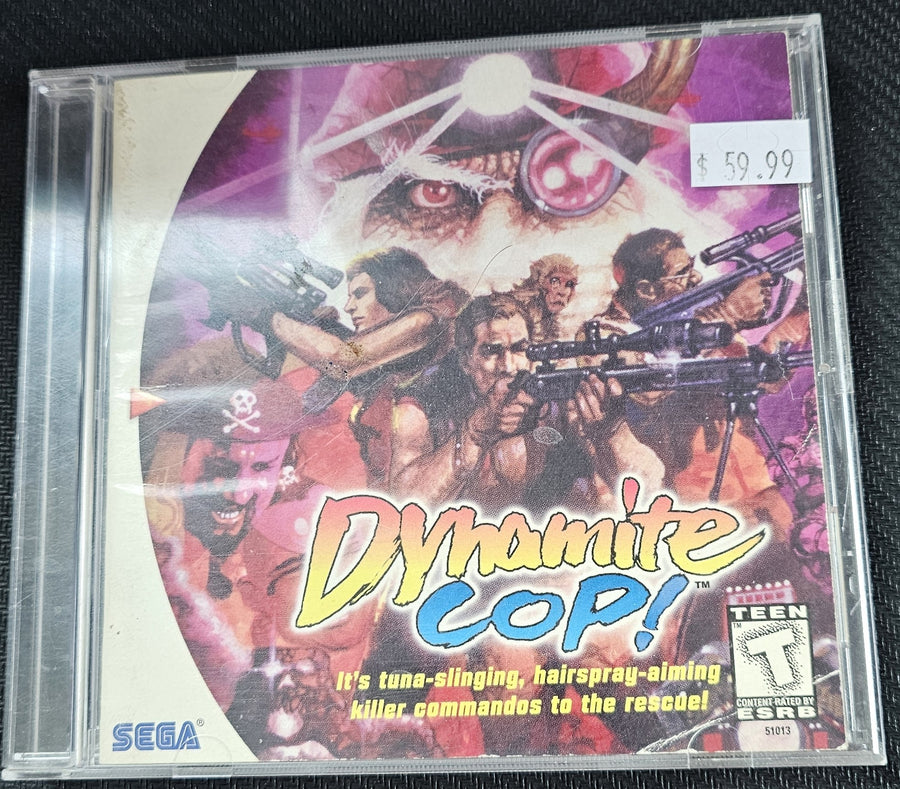 $ 59.99
Dynamite
COP!™
It's tuna-slinging, hairspray-aiming
killer commandos to the rescue!
SEGA®
TEEN
™
T
CONTENT RATED BY
ESRB
51013